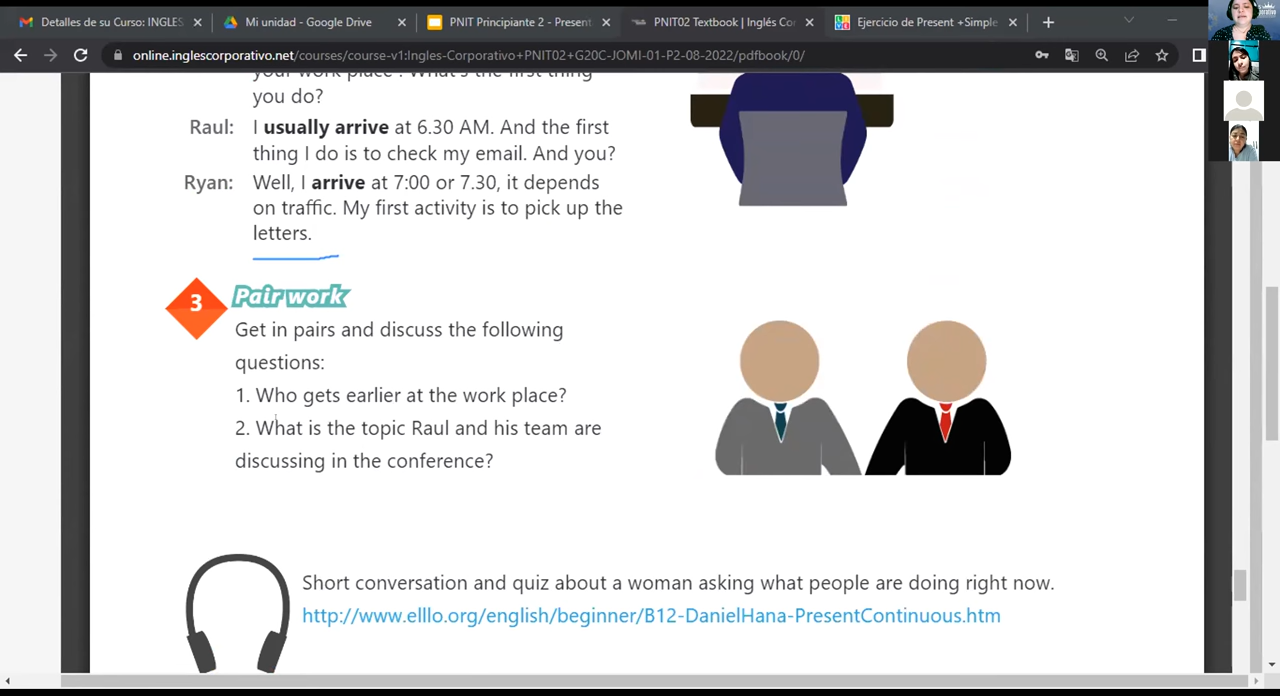 Detalles de su Curso: INGLES
Mi unidad - Google Drive
PNIT Principiante 2 - Present
PNIT02 Textbook | Inglés Co
Ejercicio de Present +Simple
online.inglescorporativo.net/courses/course-v1:Ingles-Corporativo+PNIT02+G20C-JOMI-01-P2-08-2022/pdfbook/0/
your work place ? What's the first thing
you do?
Raul: I usually arrive at 6.30 AM. And the first
thing I do is to check my email. And you?
Ryan: Well, I arrive at 7:00 or 7.30, it depends
on traffic. My first activity is to pick up the
letters.
3 Pair work
Get in pairs and discuss the following
questions:
1. Who gets earlier at the work place?
2. What is the topic Raul and his team are
discussing in the conference?
Short conversation and quiz about a woman asking what people are doing right now.
http://www.elllo.org/english/beginner/B12-DanielHana-PresentContinuous.htm